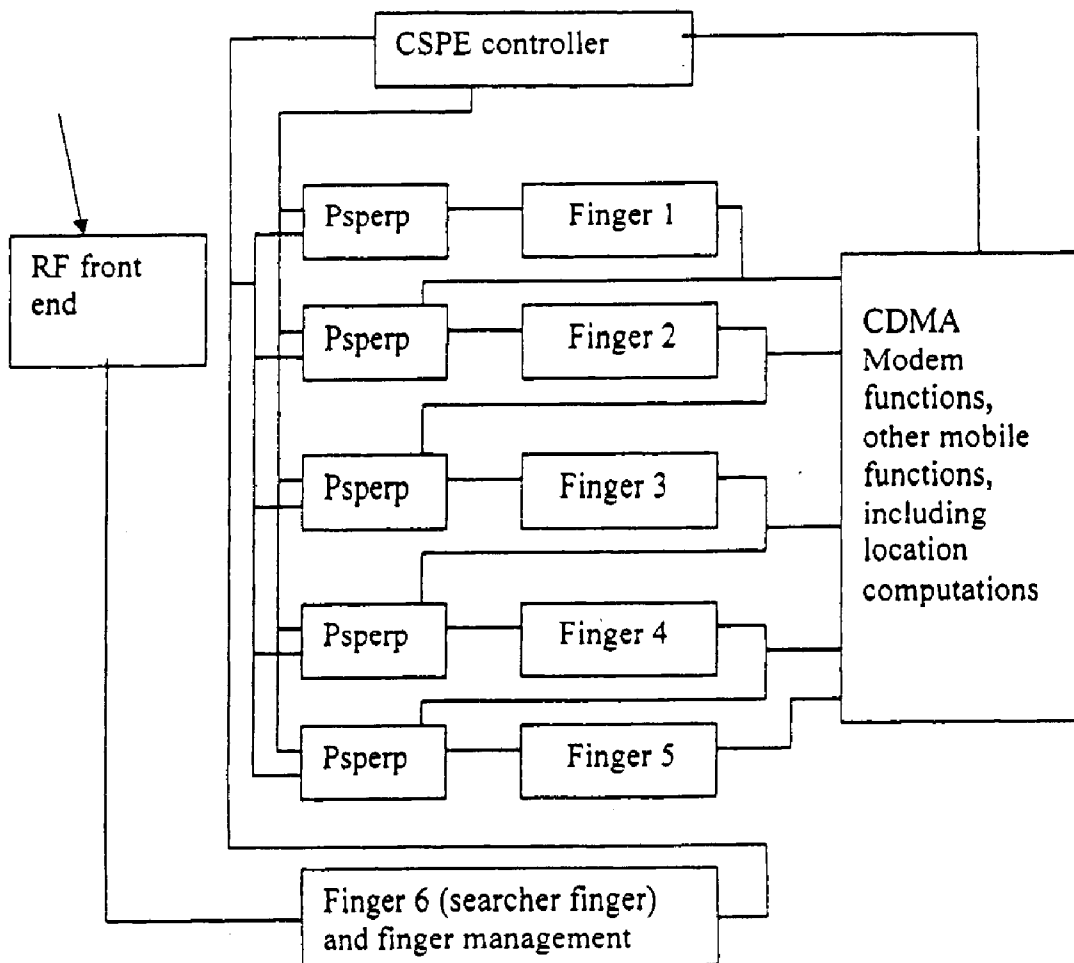 CSPE controller
RF front
end
Psperp
Finger 1
Psperp
Finger 2
Psperp
Finger 3
Psperp
Finger 4
Psperp
Finger 5
CDMA
Modem
functions,
other mobile
functions,
including
location
computations
Finger 6 (searcher finger)
and finger management